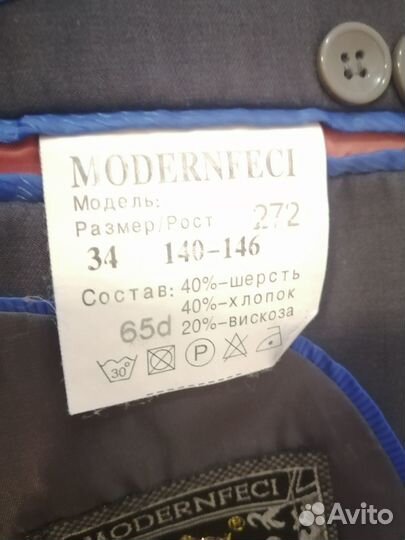 MODERNFECI
Модель:
Размер/Рост 272
34 140-146
Состав: 40%-шерсть
40%-хлопок
65d 20%-вискоза
30°
P
MODERNFECI
Avito